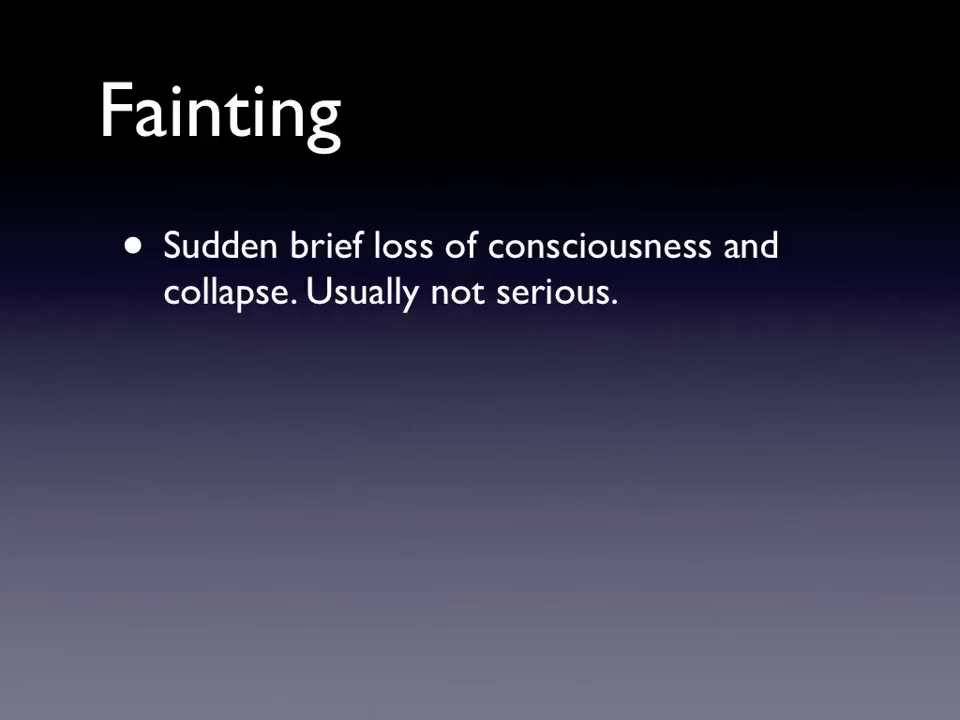 Fainting
• Sudden brief loss of consciousness and
collapse. Usually not serious.